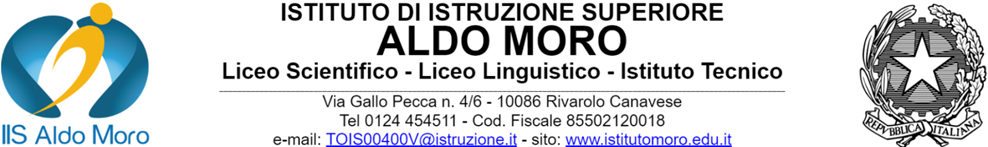 ISTITUTO DI ISTRUZIONE SUPERIORE
ALDO MORO
Liceo Scientifico - Liceo Linguistico - Istituto Tecnico
Via Gallo Pecca n. 4/6 - 10086 Rivarolo Canavese
Tel 0124 454511 - Cod. Fiscale 85502120018
e-mail: TOIS00400V@istruzione.it - sito: www.istitutomoro.edu.it
IIS Aldo Moro
REPVBBLICA ITALIANA